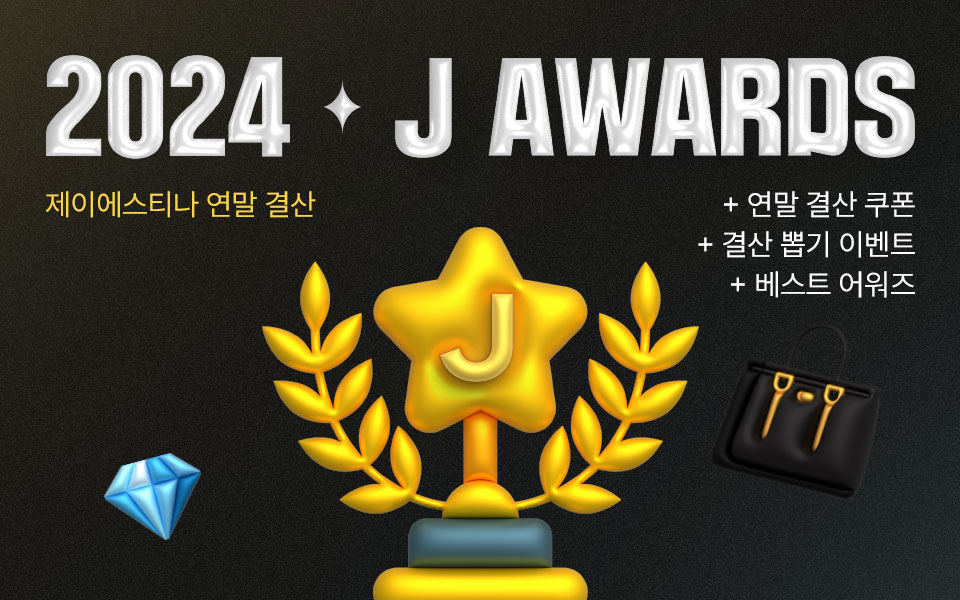 2024 J AWARDS
제이에스티나 연말 결산
+ 연말 결산 쿠폰
+ 결산 뽑기 이벤트
+ 베스트 어워즈
J